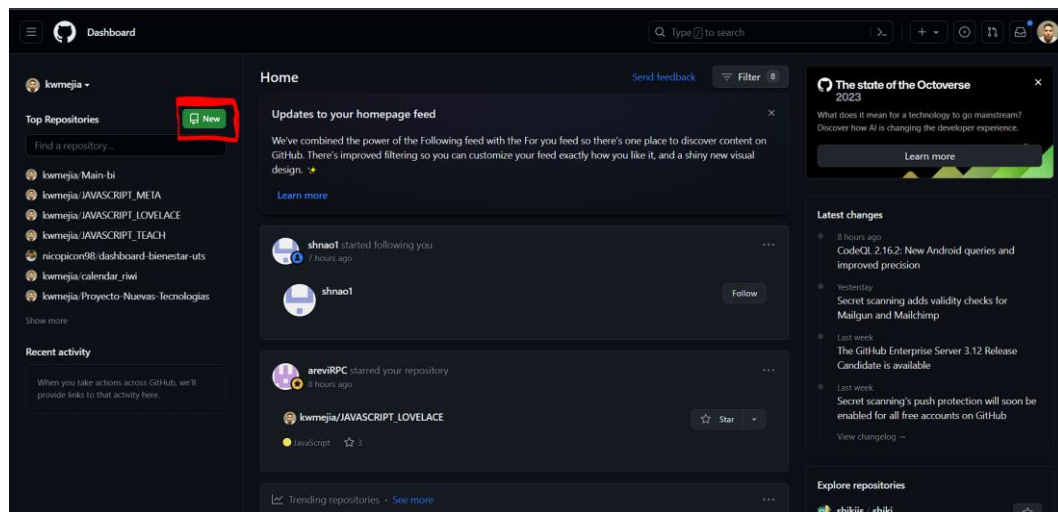 Dashboard
Type / to search
kwmejia
Top Repositories
New
Find a repository...
kwmejia/Main-bi
kwmejia/JAVASCRIPT_META
kwmejia/JAVASCRIPT_LOVELACE
kwmejia/JAVASCRIPT_TEACH
nicopicon98/dashboard-bienestar-uts
kwmejia/calendar_riwi
kwmejia/Proyecto-Nuevas-Tecnologias
Show more
Recent activity
When you take actions across GitHub, we'll
provide links to that activity here.
Home
Send feedback
Filter 8
Updates to your homepage feed
We've combined the power of the Following feed with the For you feed so there's one place to discover content on
GitHub. There's improved filtering so you can customize your feed exactly how you like it, and a shiny new visual
design. ✨
Learn more
shnao1 started following you
7 hours ago
shnao1
Follow
areviRPC starred your repository
8 hours ago
kwmejia/JAVASCRIPT_LOVELACE
Star
JavaScript 3
Trending repositories · See more
The state of the Octoverse
2023
What does it mean for a technology to go mainstream?
Discover how AI is changing the developer experience.
Learn more
Latest changes
8 hours ago
CodeQL 2.16.2: New Android queries and
improved precision
Yesterday
Secret scanning adds validity checks for
Mailgun and Mailchimp
Last week
The GitHub Enterprise Server 3.12 Release
Candidate is available
Last week
Secret scanning's push protection will soon be
enabled for all free accounts on GitHub
View changelog →
Explore repositories
shikijs / shiki